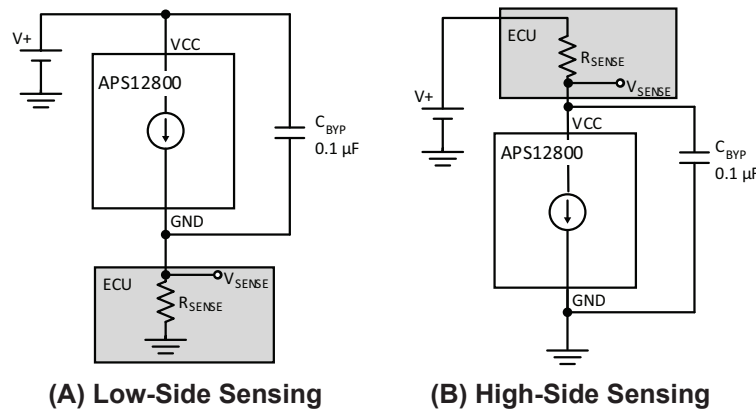 V+
VCC
APS12800
C_BYP
0.1 µF
GND
ECU
V_SENSE
R_SENSE
(A) Low-Side Sensing
ECU
R_SENSE
V_SENSE
V+
VCC
APS12800
C_BYP
0.1 µF
GND
(B) High-Side Sensing